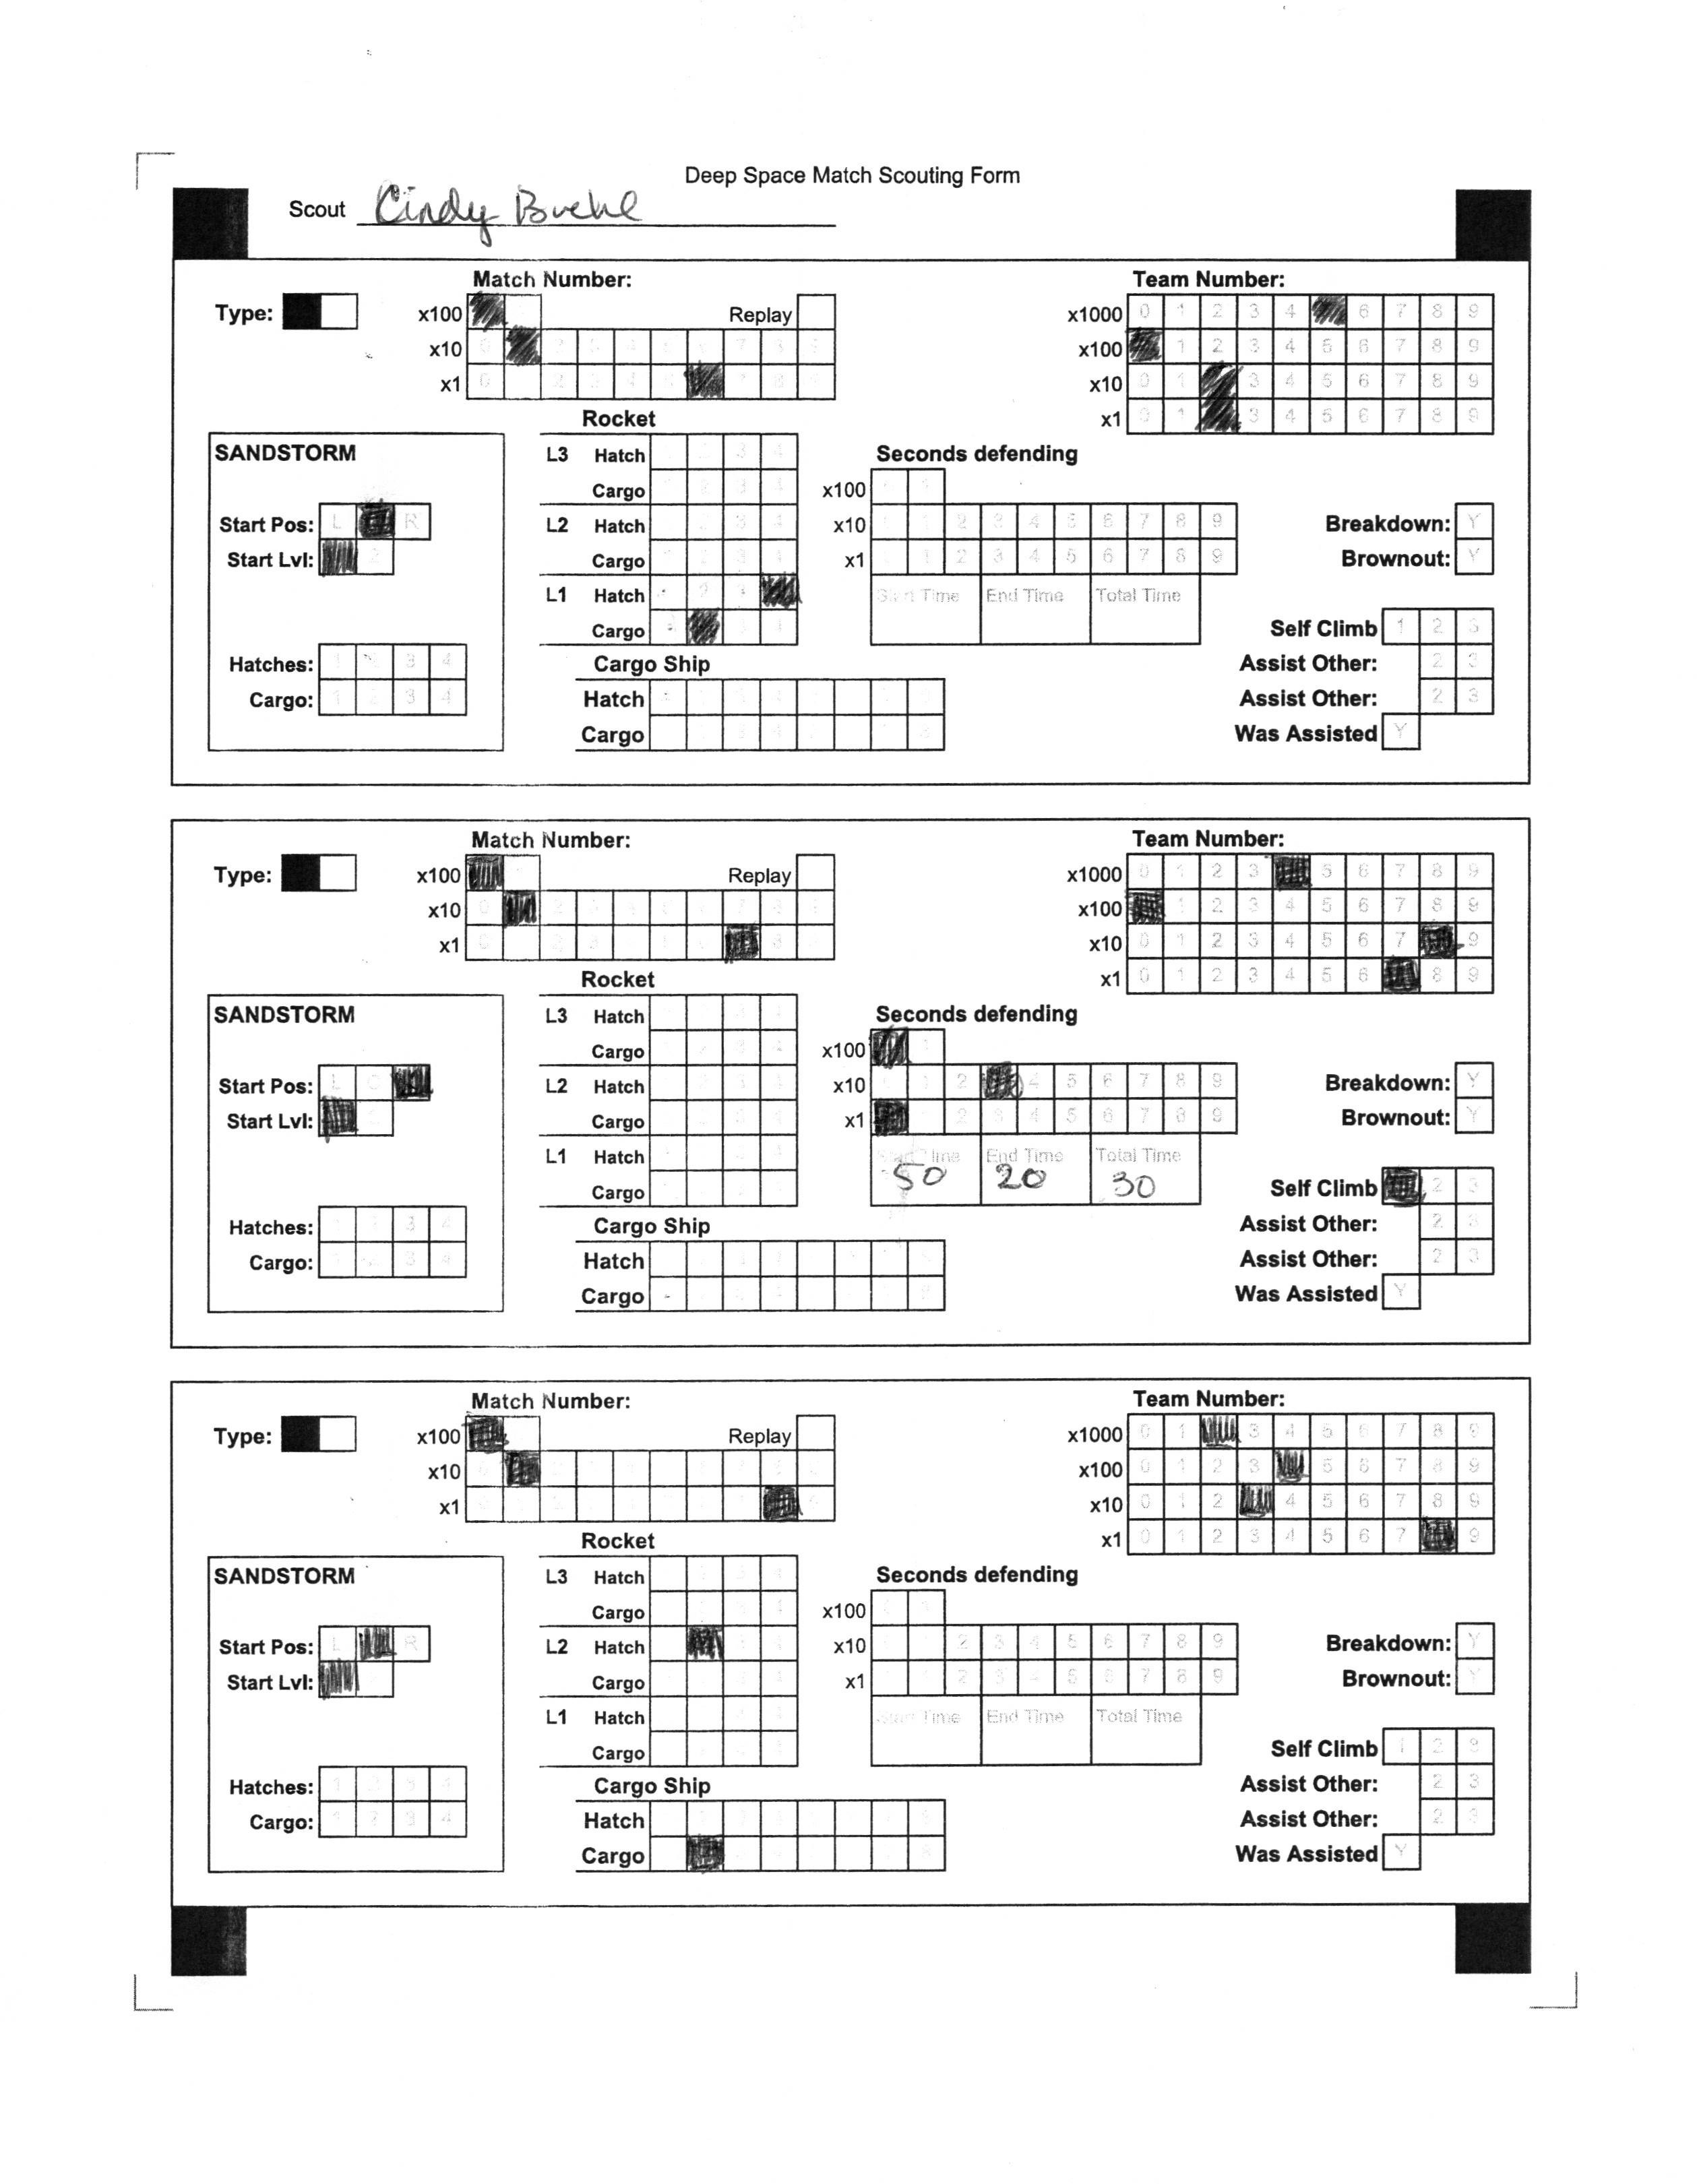 Deep Space Match Scouting Form
Scout Cindy Buehl
Match Number: Team Number:
Type: x100 Replay x1000 0 1 2 3 4 6 7 8 9
x10 x100 1 2 3 4 5 6 7 8 9
x1 x10 0 1 3 4 5 6 7 8 9
x1 0 1 3 4 5 6 7 8 9
Rocket
SANDSTORM L3 Hatch Seconds defending
Cargo x100
Start Pos: L R L2 Hatch x10 2 3 4 5 6 7 8 9 Breakdown: Y
Start Lvl: Cargo x1 1 2 3 4 5 6 7 8 9 Brownout: Y
L1 Hatch Start Time End Time Total Time
Cargo Self Climb 1 2 3
Hatches: 3 4 Cargo Ship Assist Other: 2 3
Cargo: 3 4 Hatch Assist Other: 2 3
Cargo Was Assisted Y
Match Number: Team Number:
Type: x100 Replay x1000 0 1 2 3 5 6 7 8 9
x10 x100 1 2 3 4 5 6 7 8 9
x1 x10 0 1 2 3 4 5 6 7 9
x1 0 1 2 3 4 5 6 8 9
Rocket
SANDSTORM L3 Hatch Seconds defending
Cargo x100
Start Pos: L C L2 Hatch x10 1 2 4 5 6 7 8 9 Breakdown: Y
Start Lvl: Cargo x1 2 3 4 5 6 7 8 9 Brownout: Y
L1 Hatch Start Time End Time Total Time
50 20 30
Cargo Self Climb 2 3
Hatches: 3 4 Cargo Ship Assist Other: 2 3
Cargo: 3 4 Hatch Assist Other: 2 3
Cargo Was Assisted Y
Match Number: Team Number:
Type: x100 Replay x1000 0 1 3 4 5 6 7 8 9
x10 x100 0 1 2 3 5 6 7 8 9
x1 x10 0 1 2 4 5 6 7 8 9
x1 0 1 2 3 4 5 6 7 9
Rocket
SANDSTORM L3 Hatch Seconds defending
Cargo x100
Start Pos: L R L2 Hatch x10 2 3 4 5 6 7 8 9 Breakdown: Y
Start Lvl: Cargo x1 2 3 4 5 6 7 8 9 Brownout: Y
L1 Hatch Start Time End Time Total Time
Cargo Self Climb 1 2 3
Hatches: 1 2 3 4 Cargo Ship Assist Other: 2 3
Cargo: 1 2 3 4 Hatch Assist Other: 2 3
Cargo Was Assisted Y